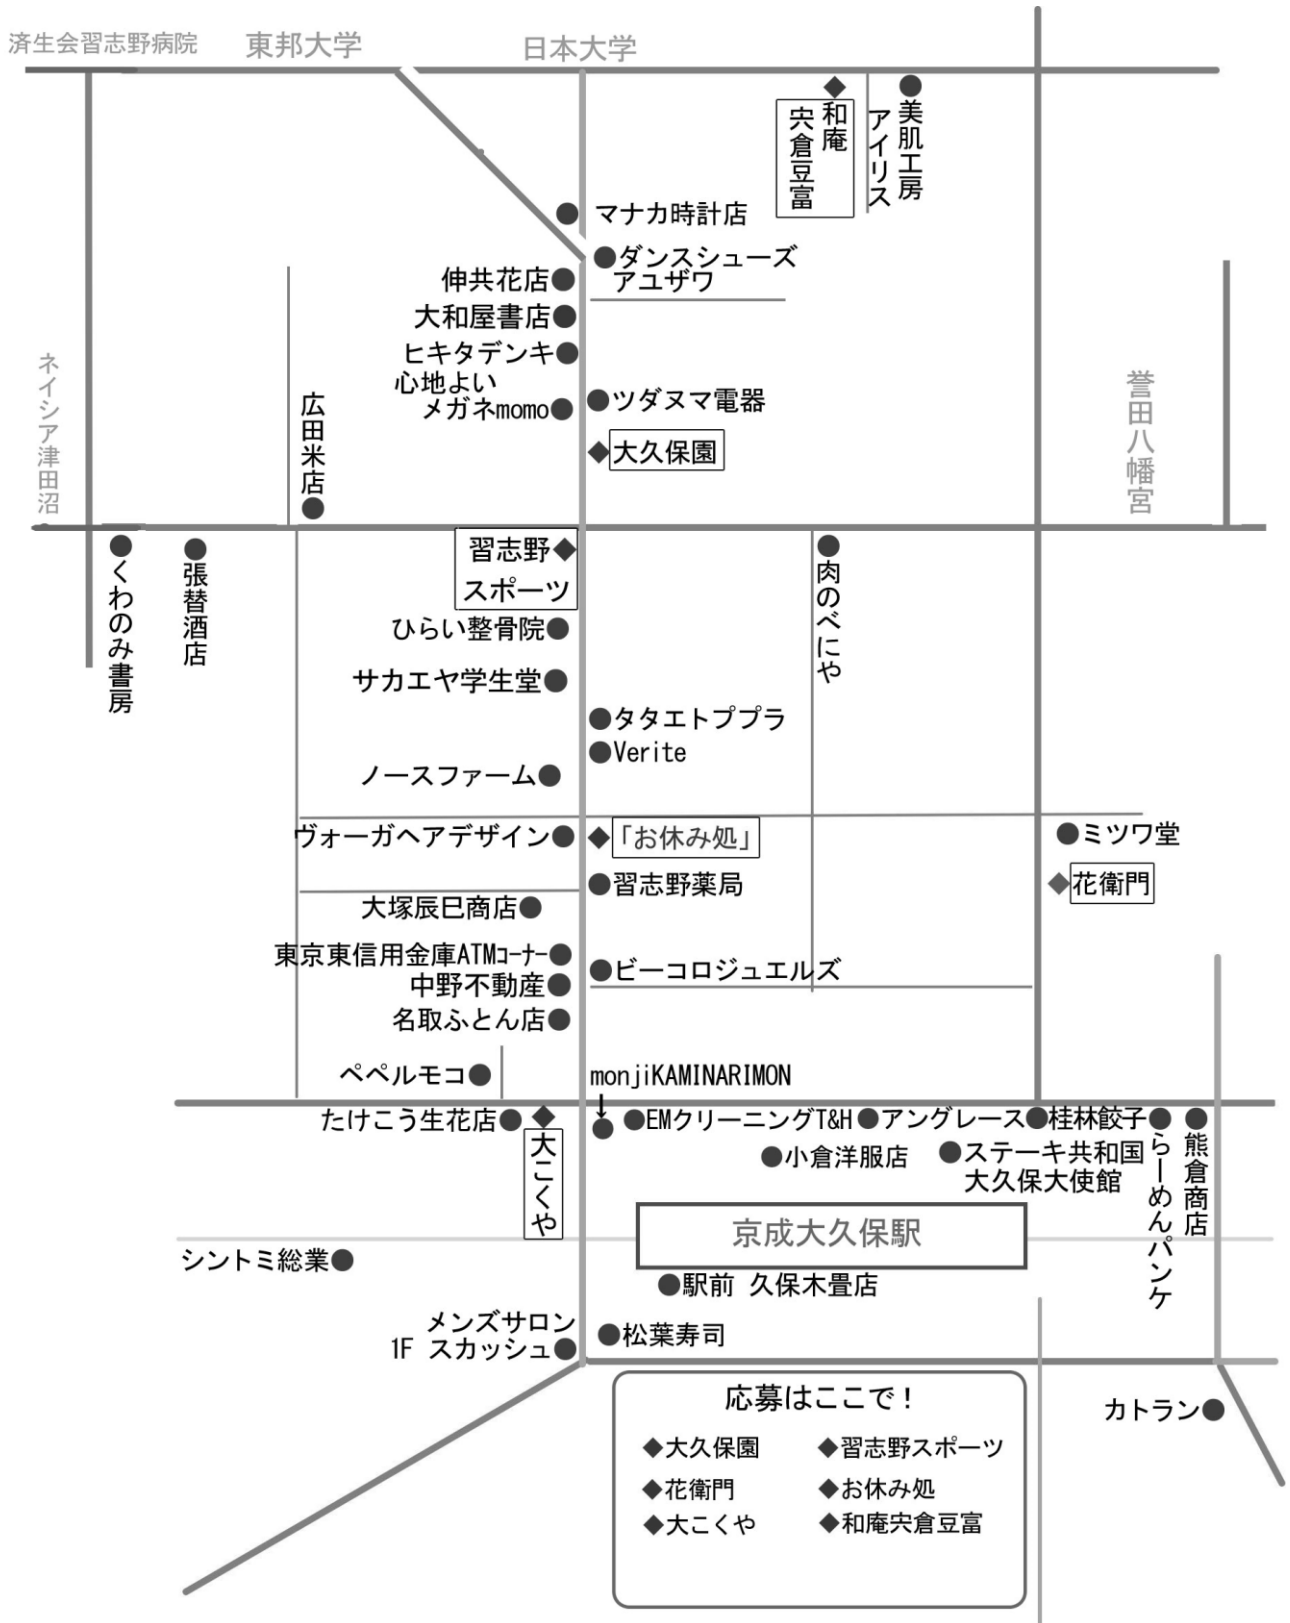 済生会習志野病院
東邦大学
日本大学
和庵
宍倉豆富
美肌工房
アイリス
マナカ時計店
ダンスシューズ
アユザワ
伸共花店
大和屋書店
ヒキタデンキ
心地よい
メガネmomo
ツダヌマ電器
大久保園
ネイシア津田沼
広田米店
誉田八幡宮
くわのみ書房
張替酒店
習志野
スポーツ
肉のべにや
ひらい整骨院
サカエヤ学生堂
タタエトププラ
Verite
ノースファーム
ヴォーガヘアデザイン
「お休み処」
ミツワ堂
習志野薬局
花衛門
大塚辰巳商店
東京東信用金庫ATMコーナー
ビーコロジュエルズ
中野不動産
名取ふとん店
ペペルモコ
monjiKAMINARIMON
たけこう生花店
大こくや
EMクリーニングT&H
アングレース
桂林餃子
らーめんパンケ
熊倉商店
小倉洋服店
ステーキ共和国
大久保大使館
京成大久保駅
シントミ総業
駅前 久保木畳店
メンズサロン
1F スカッシュ
松葉寿司
カトラン
応募はここで！
◆大久保園
◆習志野スポーツ
◆花衛門
◆お休み処
◆大こくや
◆和庵宍倉豆富